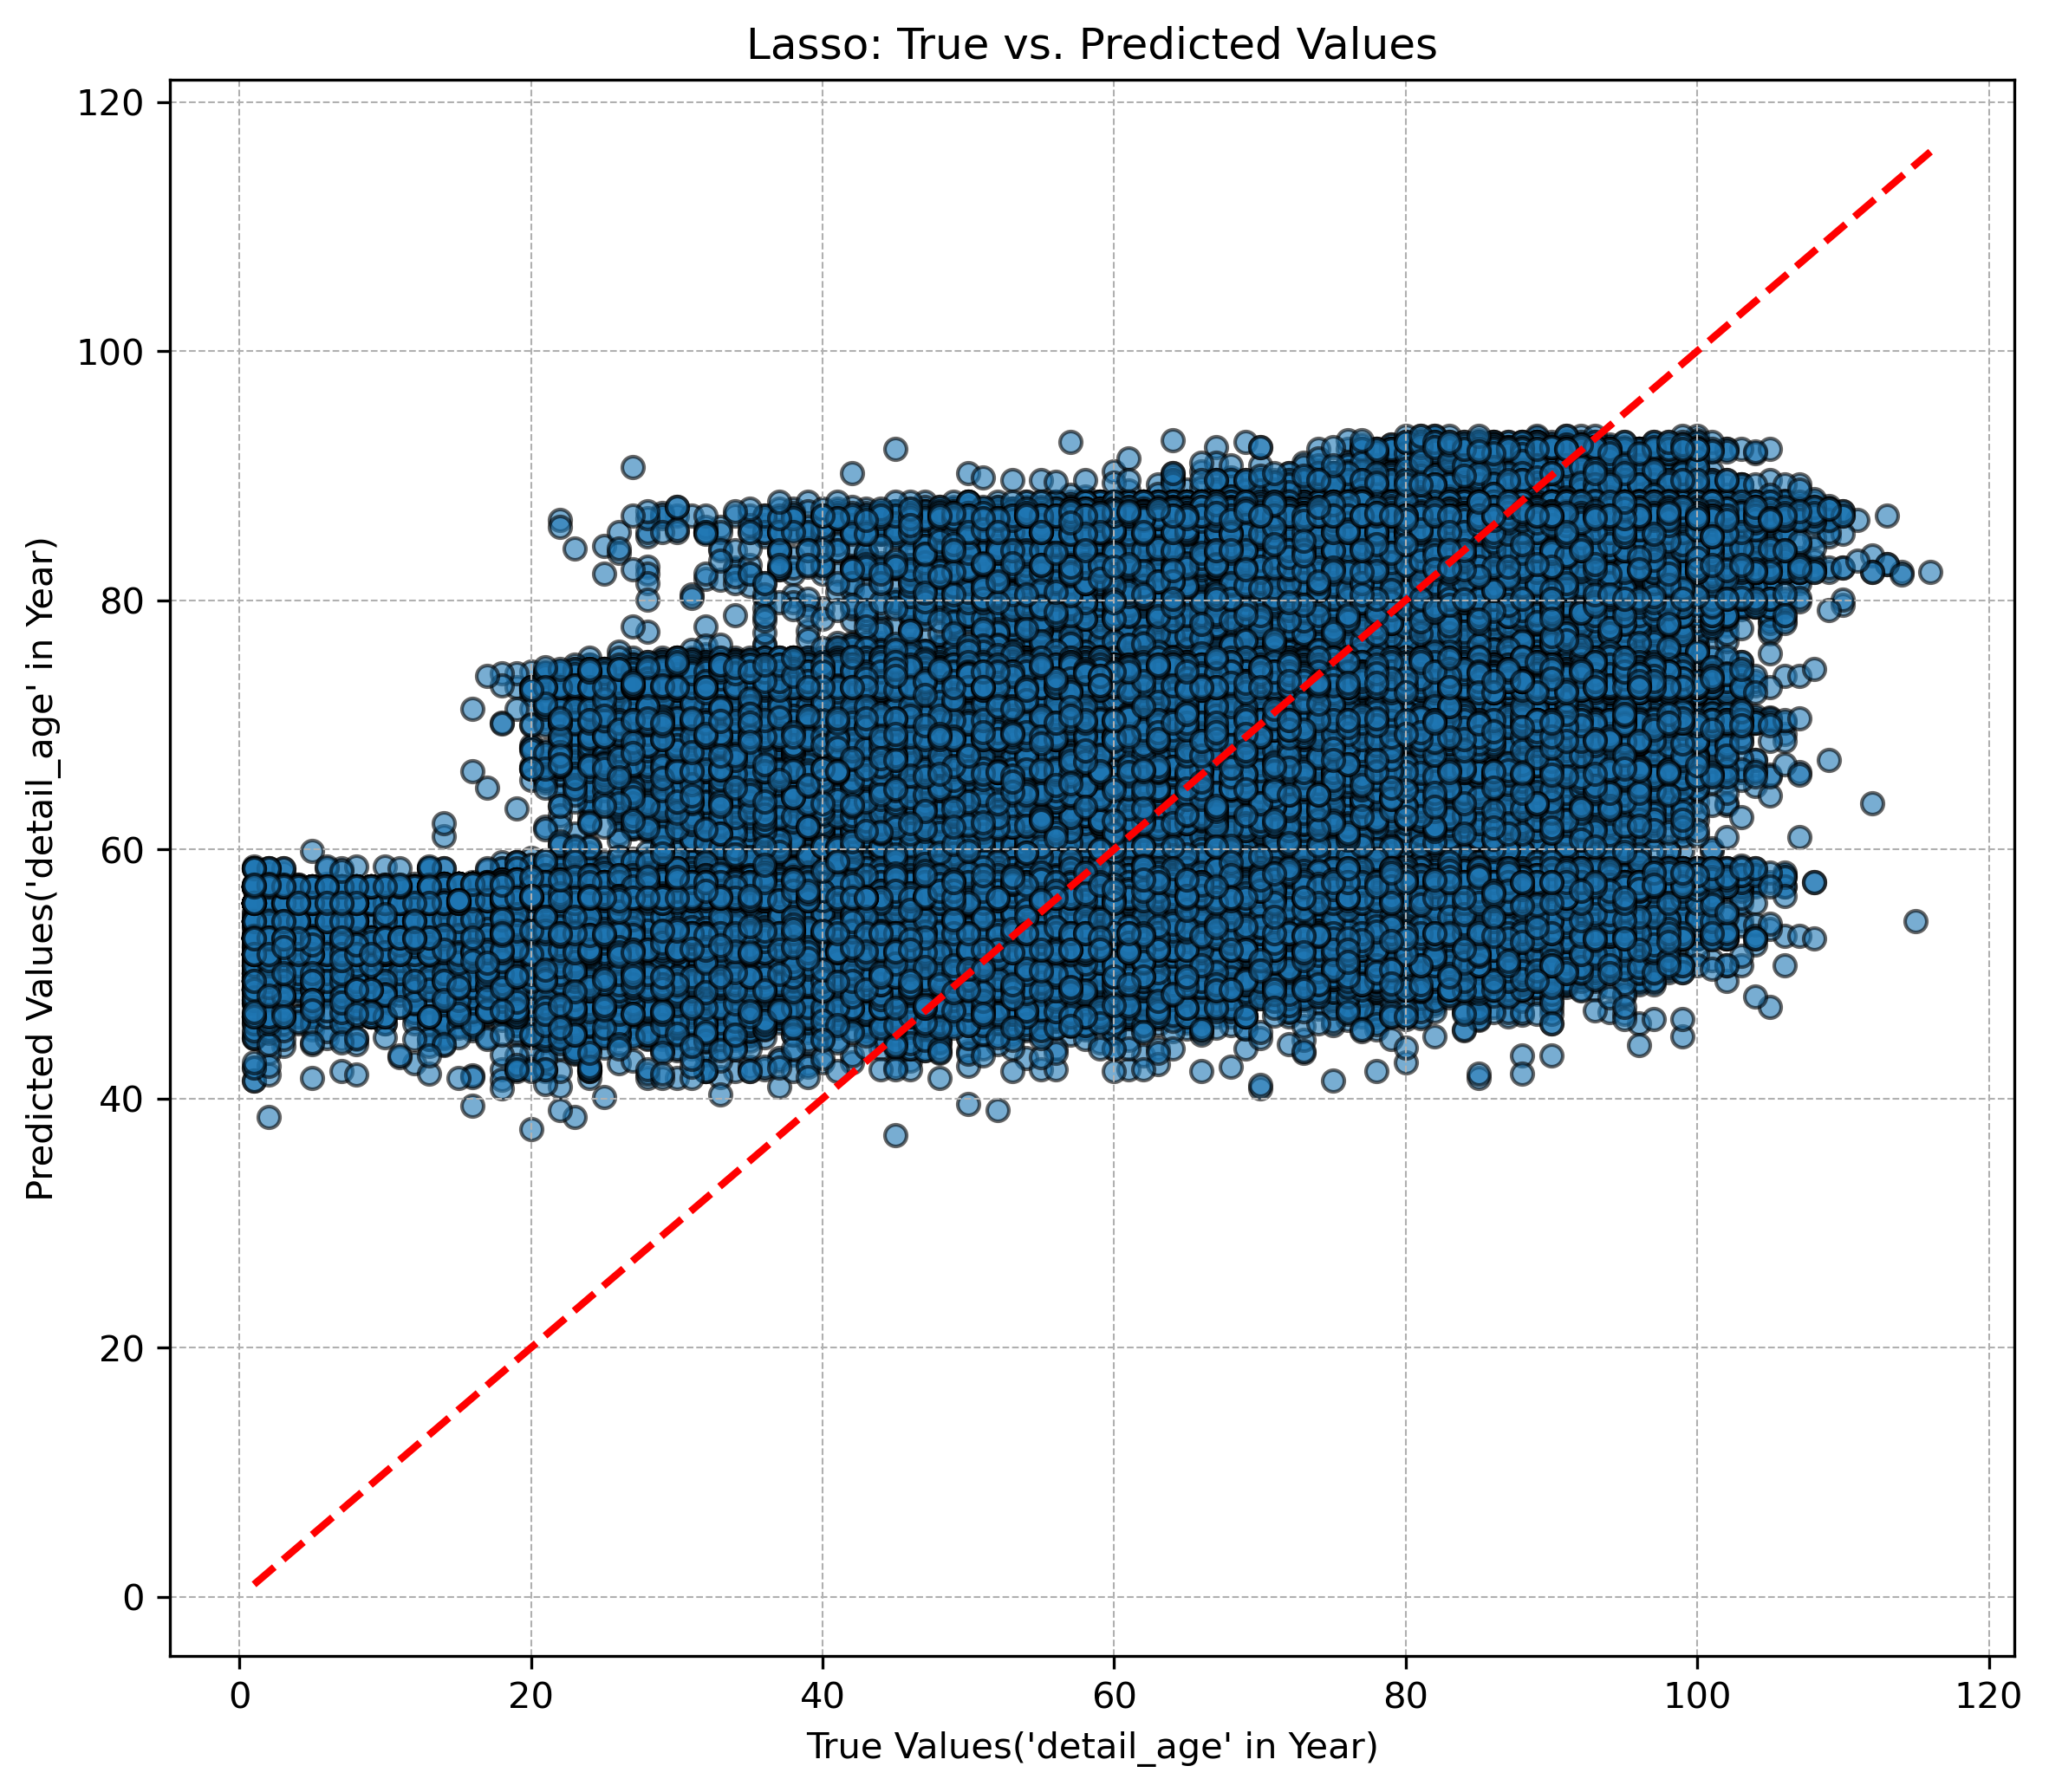 Lasso: True vs. Predicted Values
120
100
80
60
40
20
0
Predicted Values('detail_age' in Year)
0 20 40 60 80 100 120
True Values('detail_age' in Year)